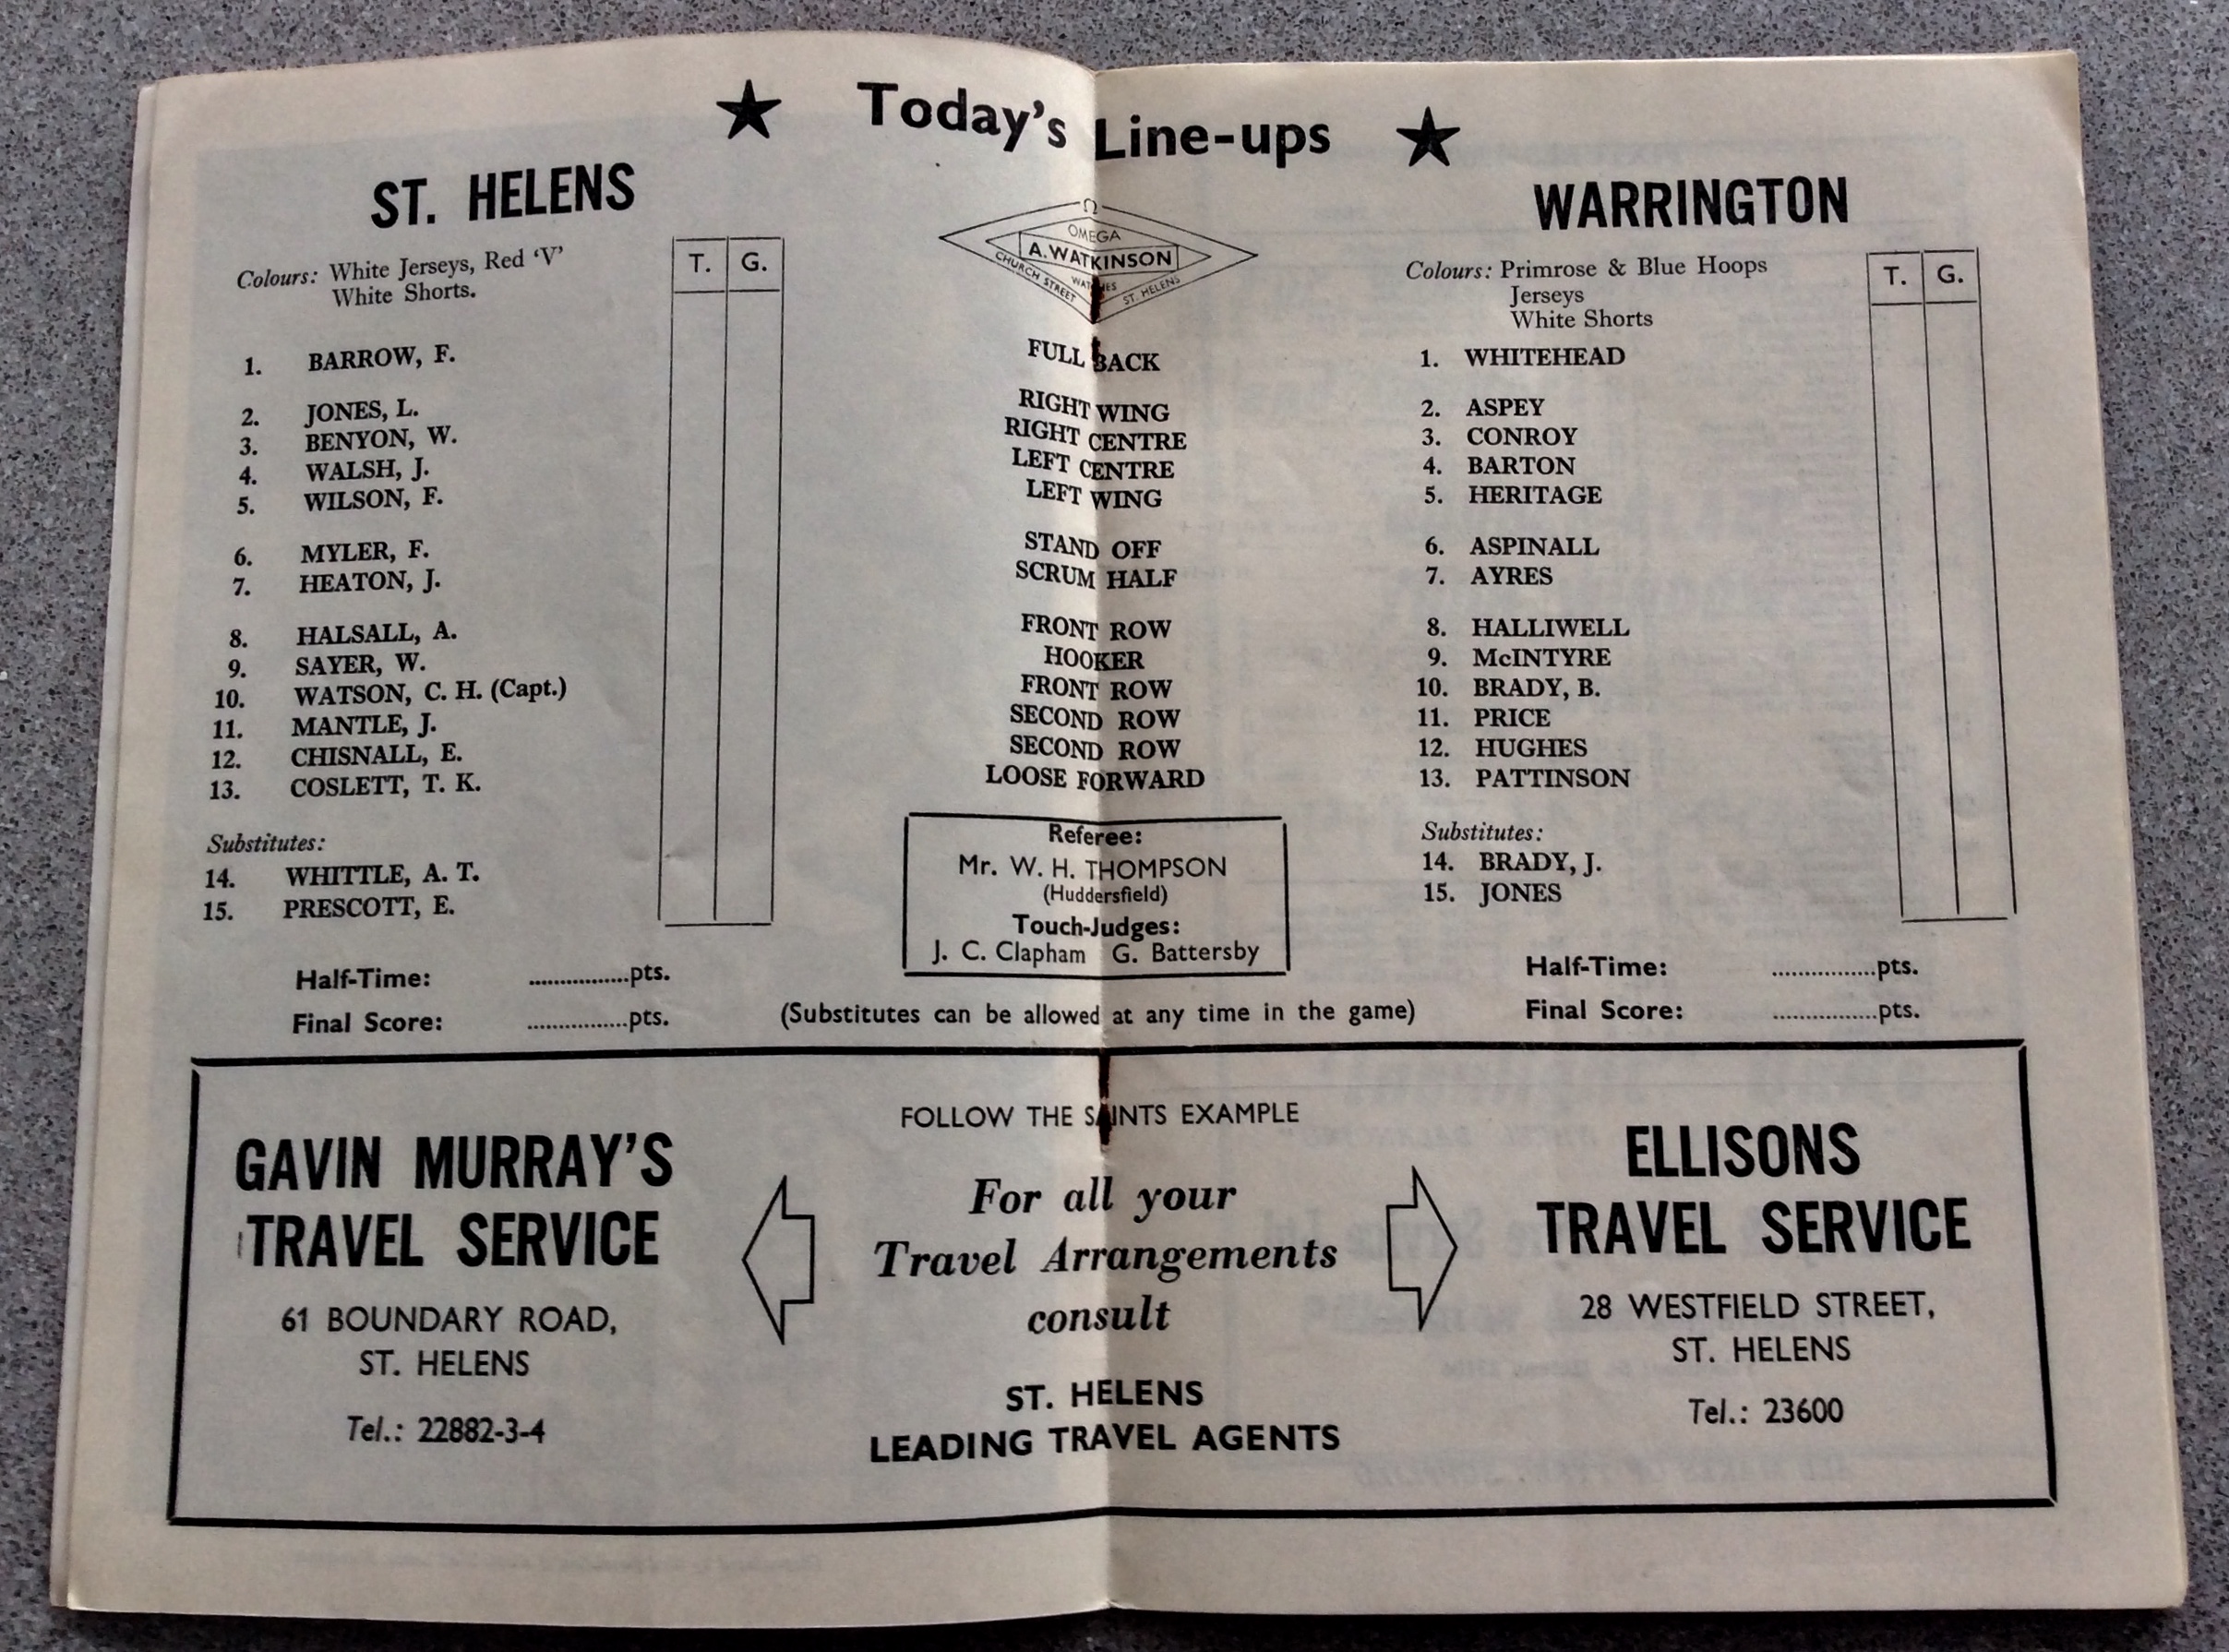 ★ Today's Line-ups ★
ST. HELENS
Colours: White Jerseys, Red 'V'
White Shorts.
T. G.
1. BARROW, F.
2. JONES, L.
3. BENYON, W.
4. WALSH, J.
5. WILSON, F.
6. MYLER, F.
7. HEATON, J.
8. HALSALL, A.
9. SAYER, W.
10. WATSON, C. H. (Capt.)
11. MANTLE, J.
12. CHISNALL, E.
13. COSLETT, T. K.
Substitutes:
14. WHITTLE, A. T.
15. PRESCOTT, E.
Half-Time: ................pts.
Final Score: ................pts.
Ω
OMEGA
A. WATKINSON
CHURCH STREET
WATCHES
ST. HELENS
FULL BACK
RIGHT WING
RIGHT CENTRE
LEFT CENTRE
LEFT WING
STAND OFF
SCRUM HALF
FRONT ROW
HOOKER
FRONT ROW
SECOND ROW
SECOND ROW
LOOSE FORWARD
Referee:
Mr. W. H. THOMPSON
(Huddersfield)
Touch-Judges:
J. C. Clapham G. Battersby
(Substitutes can be allowed at any time in the game)
WARRINGTON
Colours: Primrose & Blue Hoops
Jerseys
White Shorts
T. G.
1. WHITEHEAD
2. ASPEY
3. CONROY
4. BARTON
5. HERITAGE
6. ASPINALL
7. AYRES
8. HALLIWELL
9. McINTYRE
10. BRADY, B.
11. PRICE
12. HUGHES
13. PATTINSON
Substitutes:
14. BRADY, J.
15. JONES
Half-Time: ................pts.
Final Score: ................pts.
GAVIN MURRAY'S
TRAVEL SERVICE
61 BOUNDARY ROAD,
ST. HELENS
Tel.: 22882-3-4
FOLLOW THE SAINTS EXAMPLE
For all your
Travel Arrangements
consult
ST. HELENS
LEADING TRAVEL AGENTS
ELLISONS
TRAVEL SERVICE
28 WESTFIELD STREET,
ST. HELENS
Tel.: 23600